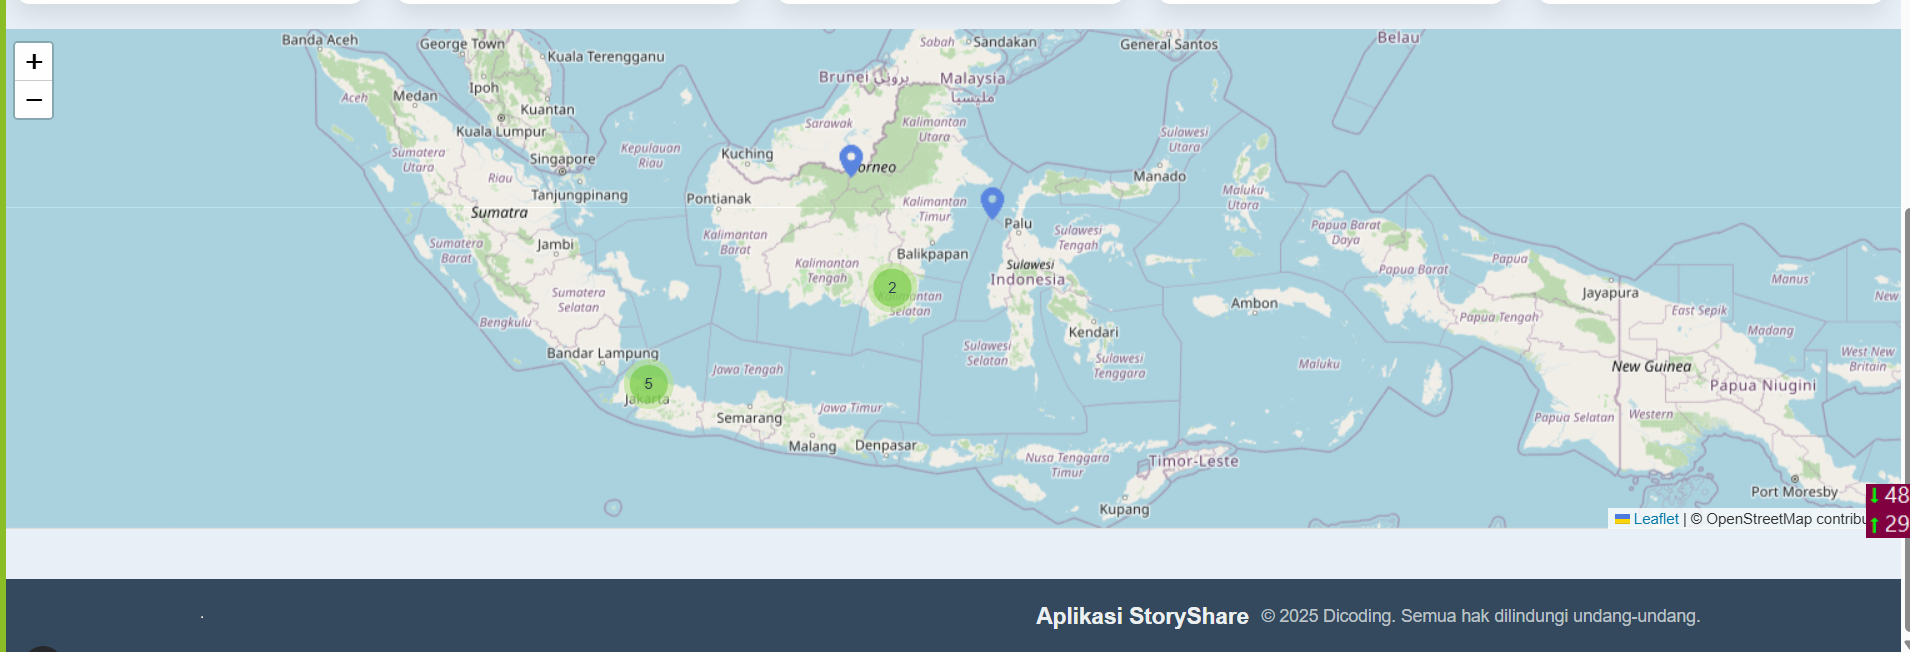 +
−
Banda Aceh
George Town
Kuala Terengganu
Sabah
Sandakan
General Santos
Belau
Brunei بروني
Malaysia
مليسيا
Ipoh
Aceh
Medan
Kuantan
Kuala Lumpur
Sarawak
Kalimantan
Utara
Sulawesi
Utara
Sumatera
Utara
Singapore
Kepulauan
Riau
Kuching
orneo
Manado
Riau
Tanjungpinang
Pontianak
Maluku
Utara
Sumatra
Kalimantan
Timur
Palu
Papua Barat
Daya
Sumatera
Barat
Jambi
Kalimantan
Barat
Sulawesi
Tengah
Balikpapan
Kalimantan
Tengah
Sulawesi
Indonesia
Papua
Papua Barat
Manus
Sumatera
Selatan
2
Selatan
Ambon
Jayapura
New
Bengkulu
East Sepik
Papua Tengah
Kendari
Madang
Bandar Lampung
Sulawesi
Selatan
Sulawesi
Tenggara
Maluku
New Guinea
West New
Britain
Jawa Tengah
5
Jakarta
Papua Niugini
Semarang
Jawa Timur
Papua Selatan
Western
Malang
Denpasar
Nusa Tenggara
Timur
Timor-Leste
Kupang
Port Moresby
Leaflet | © OpenStreetMap contribu
↓ 48
↑ 29
. Aplikasi StoryShare © 2025 Dicoding. Semua hak dilindungi undang-undang.